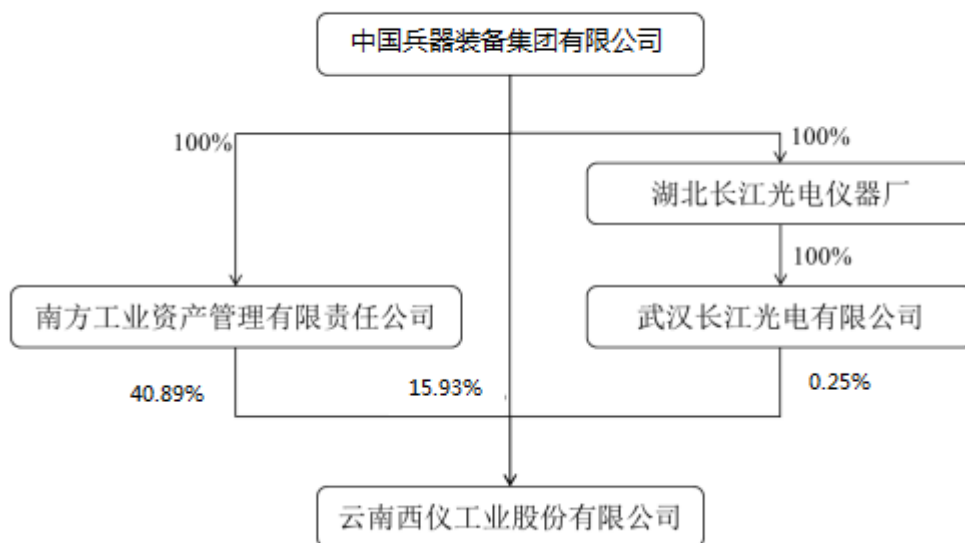 中国兵器装备集团有限公司
100%
100%
湖北长江光电仪器厂
100%
南方工业资产管理有限责任公司
武汉长江光电有限公司
40.89%
15.93%
0.25%
云南西仪工业股份有限公司